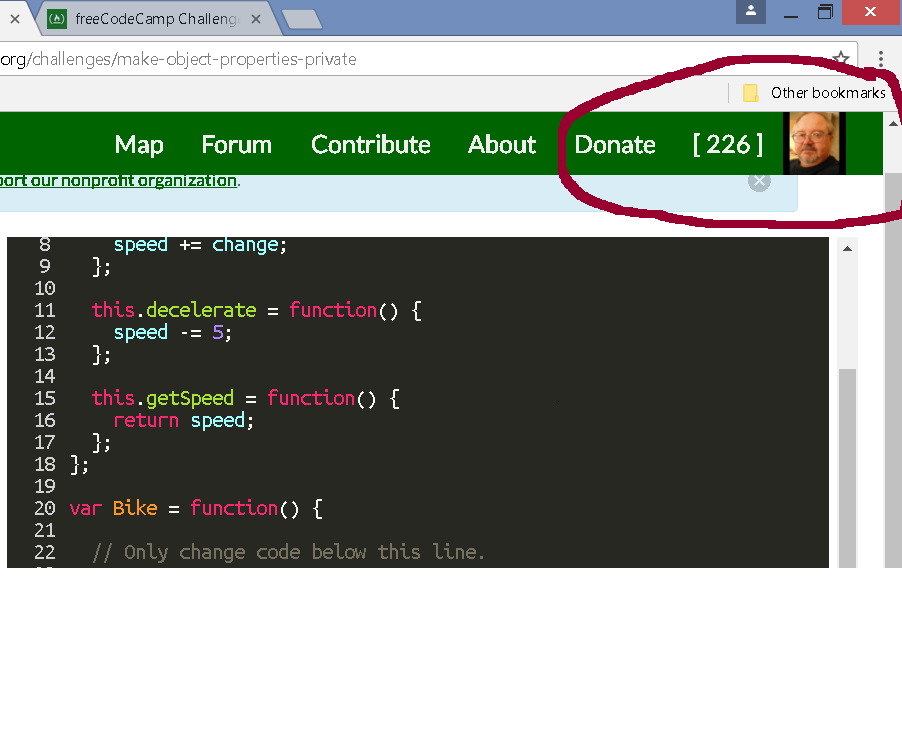 freeCodeCamp Challeng
org/challenges/make-object-properties-private
Other bookmarks
Map Forum Contribute About Donate [ 226 ]
port our nonprofit organization.
8 speed += change;
9 };
10
11 this.decelerate = function() {
12 speed -= 5;
13 };
14
15 this.getSpeed = function() {
16 return speed;
17 };
18 };
19
20 var Bike = function() {
21
22 // Only change code below this line.